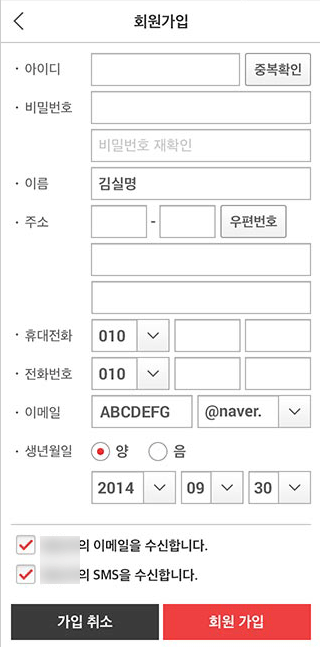 회원가입
· 아이디 중복확인
· 비밀번호
비밀번호 재확인
· 이름 김실명
· 주소 - 우편번호
· 휴대전화 010
· 전화번호 010
· 이메일 ABCDEFG @naver.
· 생년월일 양 음
2014 09 30
의 이메일을 수신합니다.
의 SMS을 수신합니다.
가입 취소 회원 가입